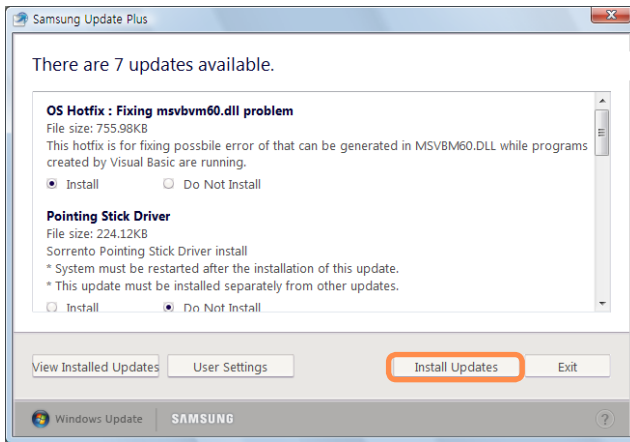 Samsung Update Plus
There are 7 updates available.
OS Hotfix : Fixing msvbvm60.dll problem
File size: 755.98KB
This hotfix is for fixing possbile error of that can be generated in MSVBM60.DLL while programs
created by Visual Basic are running.
Install Do Not Install
Pointing Stick Driver
File size: 224.12KB
Sorrento Pointing Stick Driver install
* System must be restarted after the installation of this update.
* This update must be installed separately from other updates.
Install Do Not Install
View Installed Updates User Settings Install Updates Exit
Windows Update SAMSUNG ?